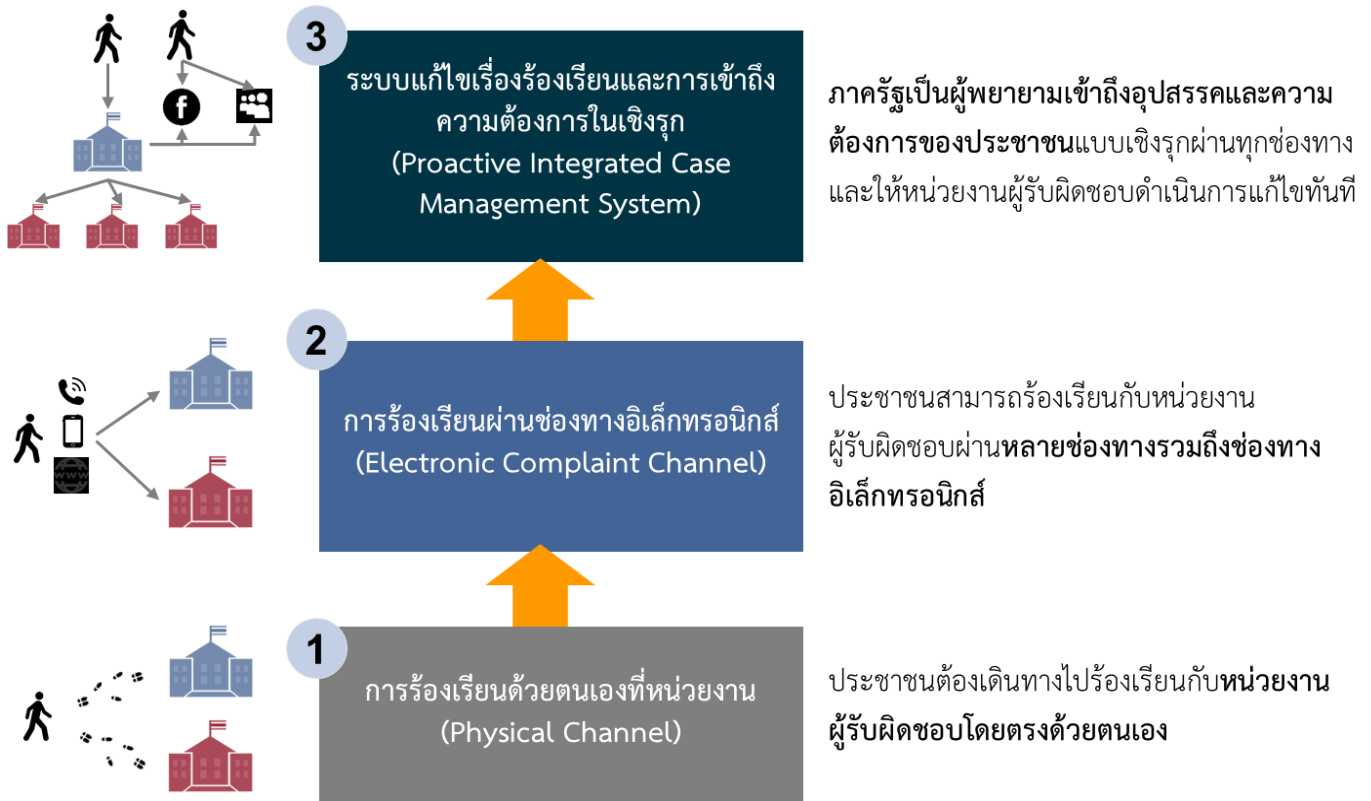 3
ระบบแก้ไขเรื่องร้องเรียนและการเข้าถึง
ความต้องการในเชิงรุก
(Proactive Integrated Case
Management System)
ภาครัฐเป็นผู้พยายามเข้าถึงอุปสรรคและความ
ต้องการของประชาชนแบบเชิงรุกผ่านทุกช่องทาง
และให้หน่วยงานผู้รับผิดชอบดำเนินการแก้ไขทันที
f
2
การร้องเรียนผ่านช่องทางอิเล็กทรอนิกส์
(Electronic Complaint Channel)
ประชาชนสามารถร้องเรียนกับหน่วยงาน
ผู้รับผิดชอบผ่านหลายช่องทางรวมถึงช่องทาง
อิเล็กทรอนิกส์
www
1
การร้องเรียนด้วยตนเองที่หน่วยงาน
(Physical Channel)
ประชาชนต้องเดินทางไปร้องเรียนกับหน่วยงาน
ผู้รับผิดชอบโดยตรงด้วยตนเอง